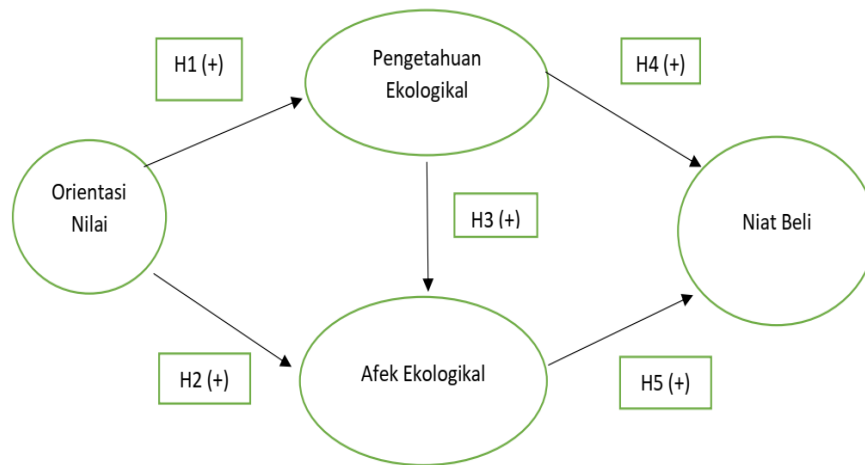 H1 (+)
Pengetahuan
Ekologikal
H4 (+)
Orientasi
Nilai
H3 (+)
Niat Beli
H2 (+)
Afek Ekologikal
H5 (+)